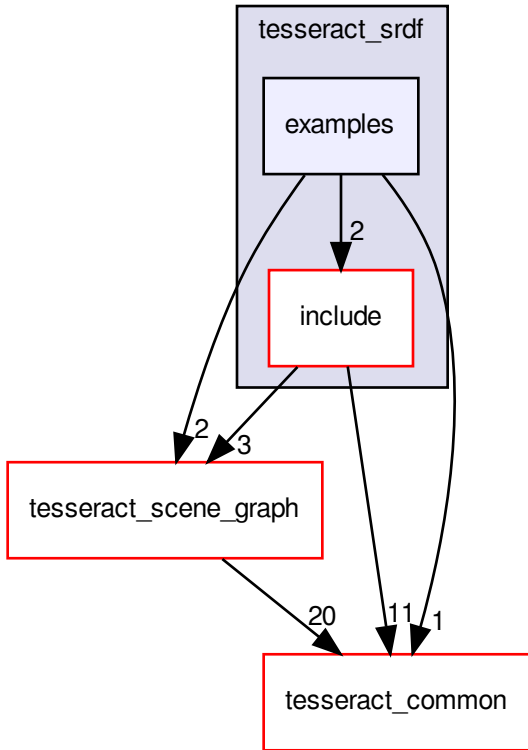 tesseract_srdf
examples
2
include
2
3
tesseract_scene_graph
20
11
1
tesseract_common